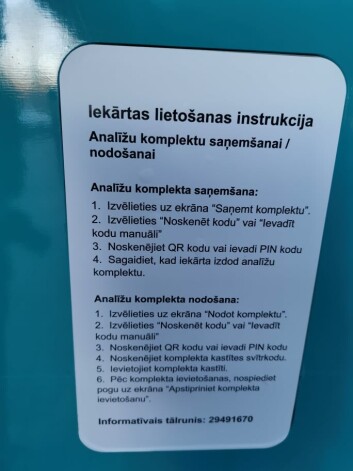 Iekārtas lietošanas instrukcija
Analīžu komplektu saņemšanai /
nodošanai
Analīžu komplekta saņemšana:
1. Izvēlieties uz ekrāna "Saņemt komplektu".
2. Izvēlieties "Noskenēt kodu" vai "Ievadīt
kodu manuāli"
3. Noskenējiet QR kodu vai ievadi PIN kodu
4. Sagaidiet, kad iekārta izdod analīžu
komplektu.
Analīžu komplekta nodošana:
1. Izvēlieties uz ekrāna "Nodot komplektu".
2. Izvēlieties "Noskenēt kodu" vai "Ievadīt
kodu manuāli"
3. Noskenējiet QR kodu vai ievadi PIN kodu
4. Noskenējiet komplekta kastītes svītrkodu.
5. Ievietojiet komplekta kastīti.
6. Pēc komplekta ievietošanas, nospiediet
pogu uz ekrāna "Apstipriniet komplekta
ievietošanu".
Informatīvais tālrunis: 29491670